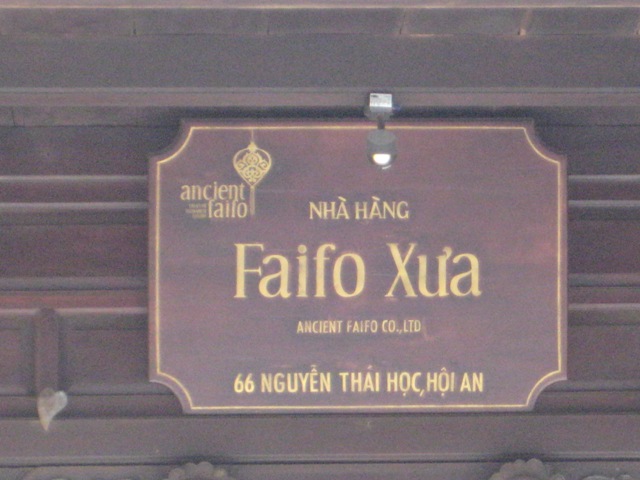 ancient
faifo
NHÀ HÀNG
Faifo Xưa
ANCIENT FAIFO CO.,LTD
66 NGUYỄN THÁI HỌC, HỘI AN